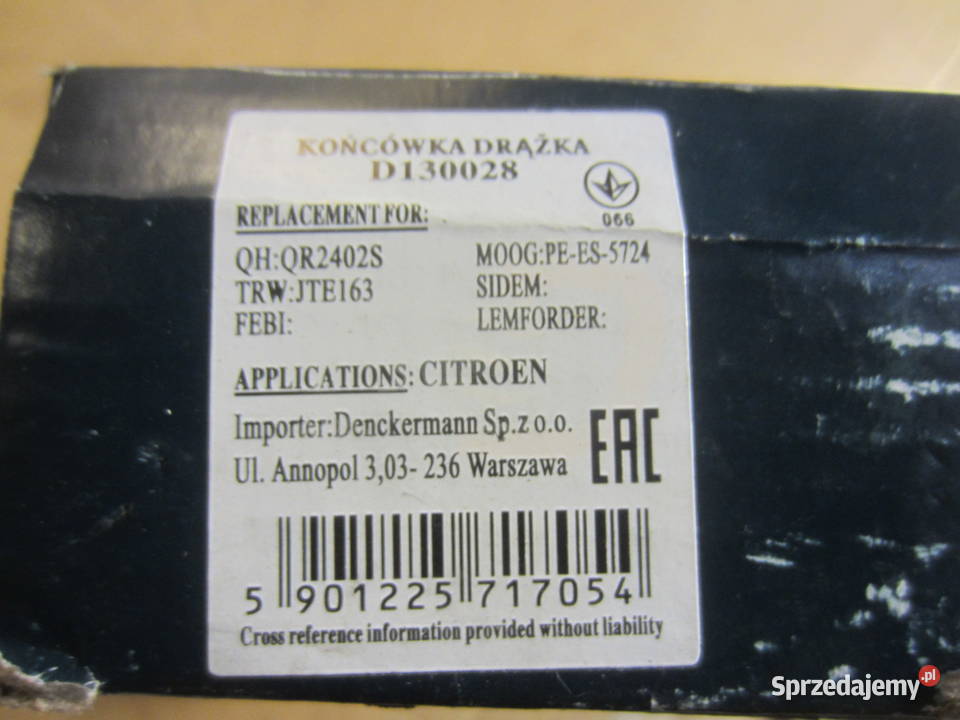 KOŃCÓWKA DRĄŻKA
D130028
066
REPLACEMENT FOR:
QH:QR2402S MOOG:PE-ES-5724
TRW:JTE163 SIDEM:
FEBI: LEMFORDER:
APPLICATIONS: CITROEN
Importer:Denckermann Sp.z o.o.
Ul. Annopol 3,03- 236 Warszawa
EAC
5 901225 717054
Cross reference information provided without liability
Sprzedajemy.pl